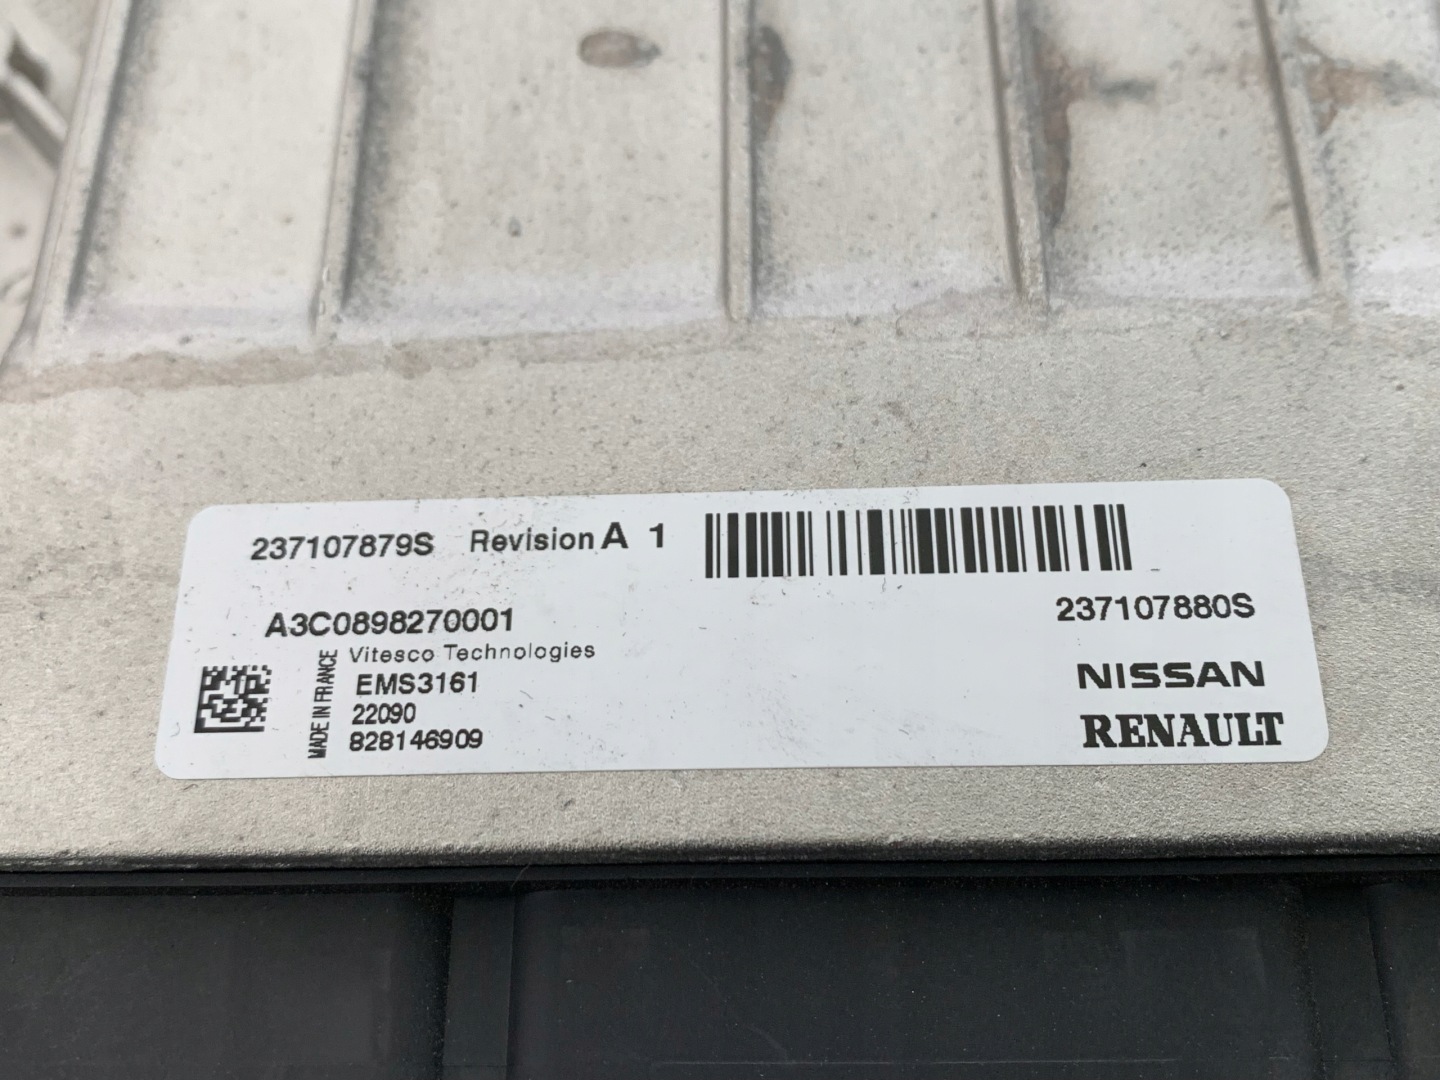 237107879S Revision A 1
A3C0898270001
237107880S
MADE IN FRANCE
Vitesco Technologies
EMS3161
22090
828146909
NISSAN
RENAULT